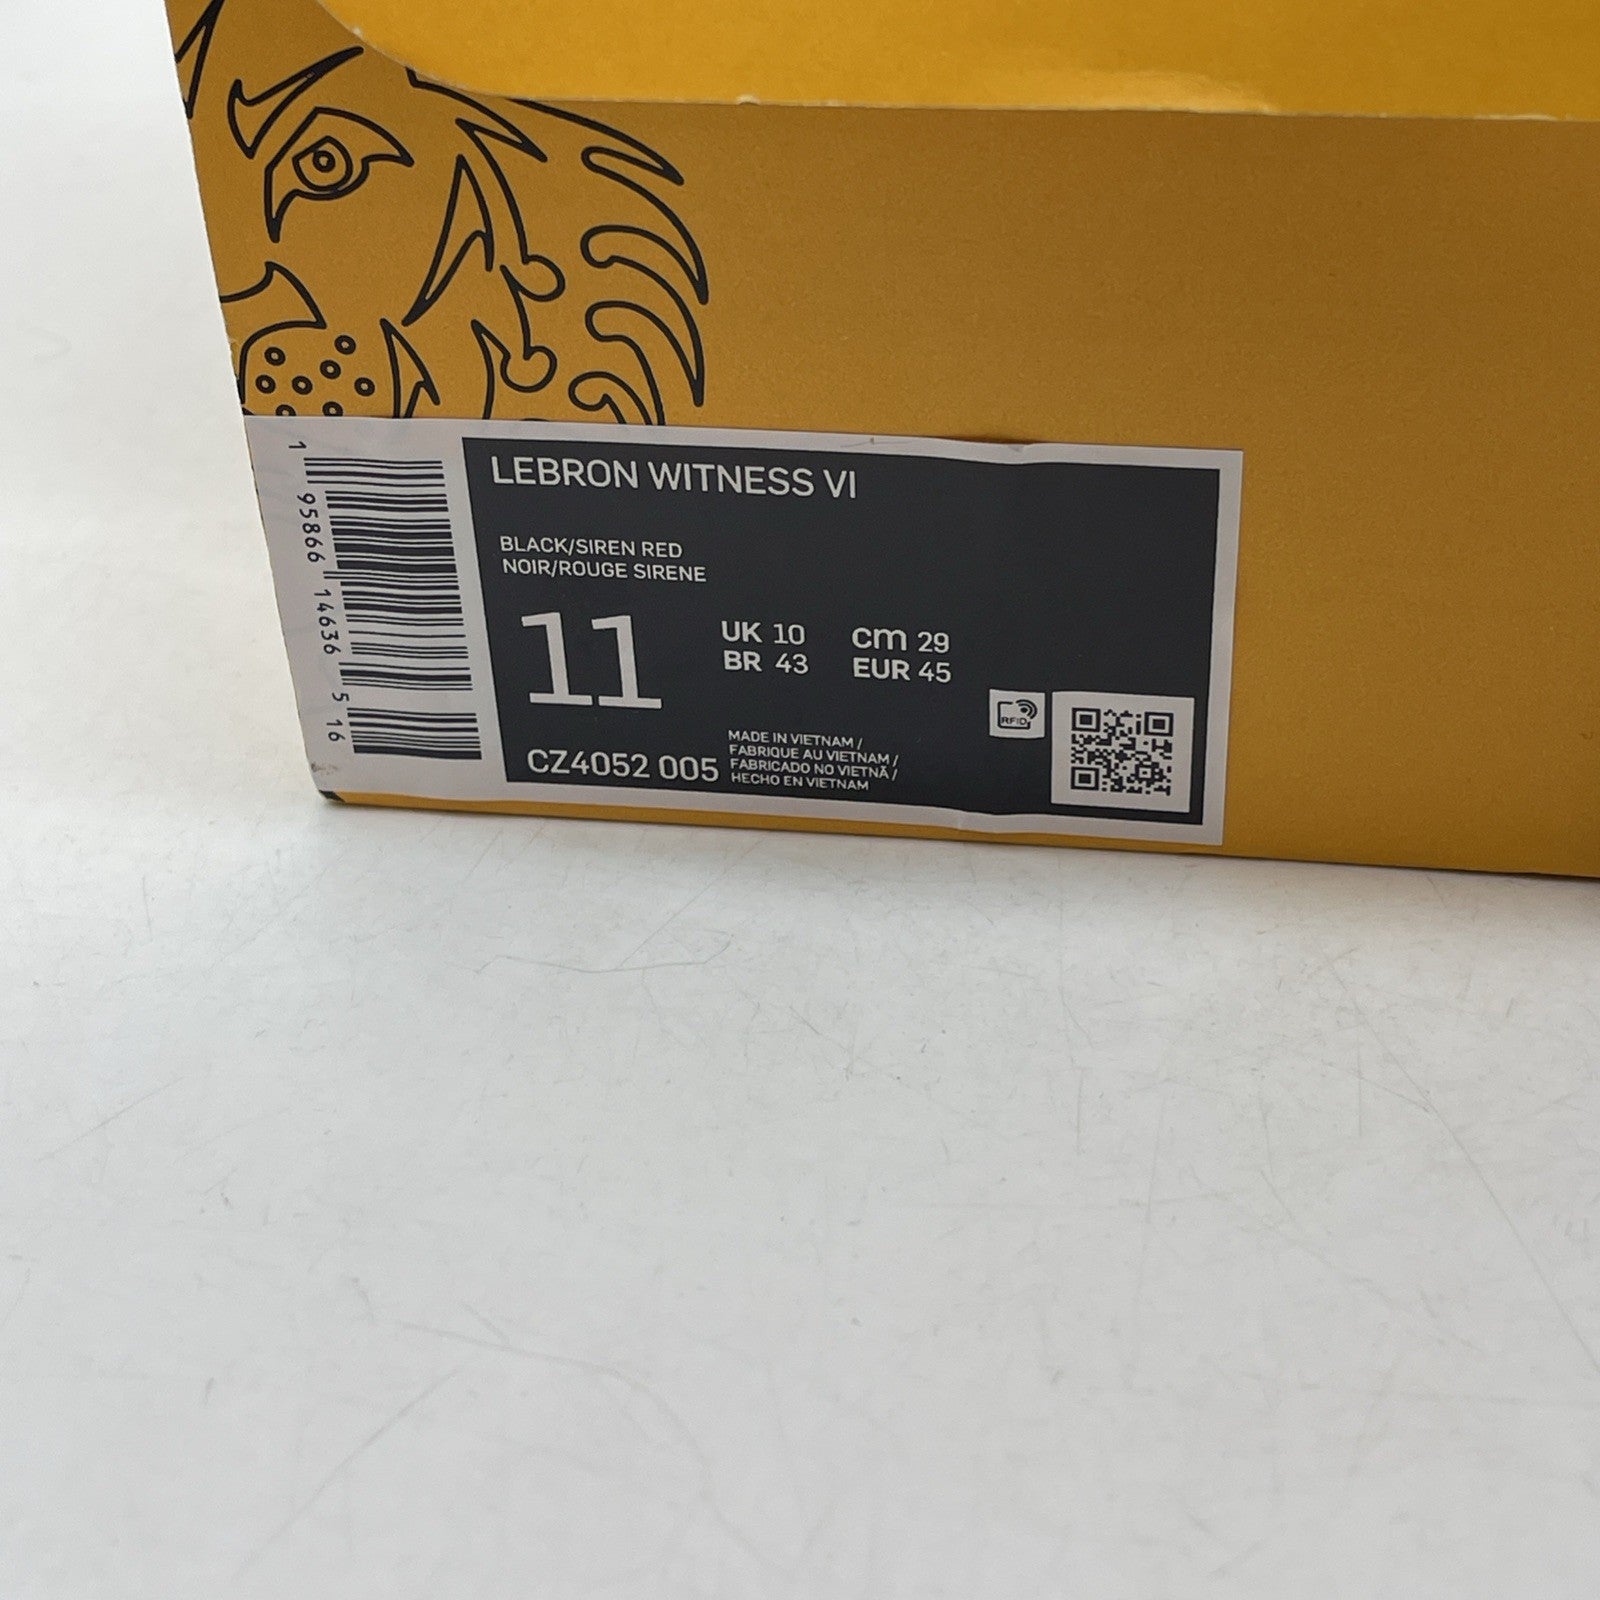 LEBRON WITNESS VI
BLACK/SIREN RED
NOIR/ROUGE SIRENE
11
UK 10
BR 43
cm 29
EUR 45
CZ4052 005
MADE IN VIETNAM /
FABRIQUE AU VIETNAM /
FABRICADO NO VIETNÃ /
HECHO EN VIETNAM
RFID
1 95866 14636 5 16